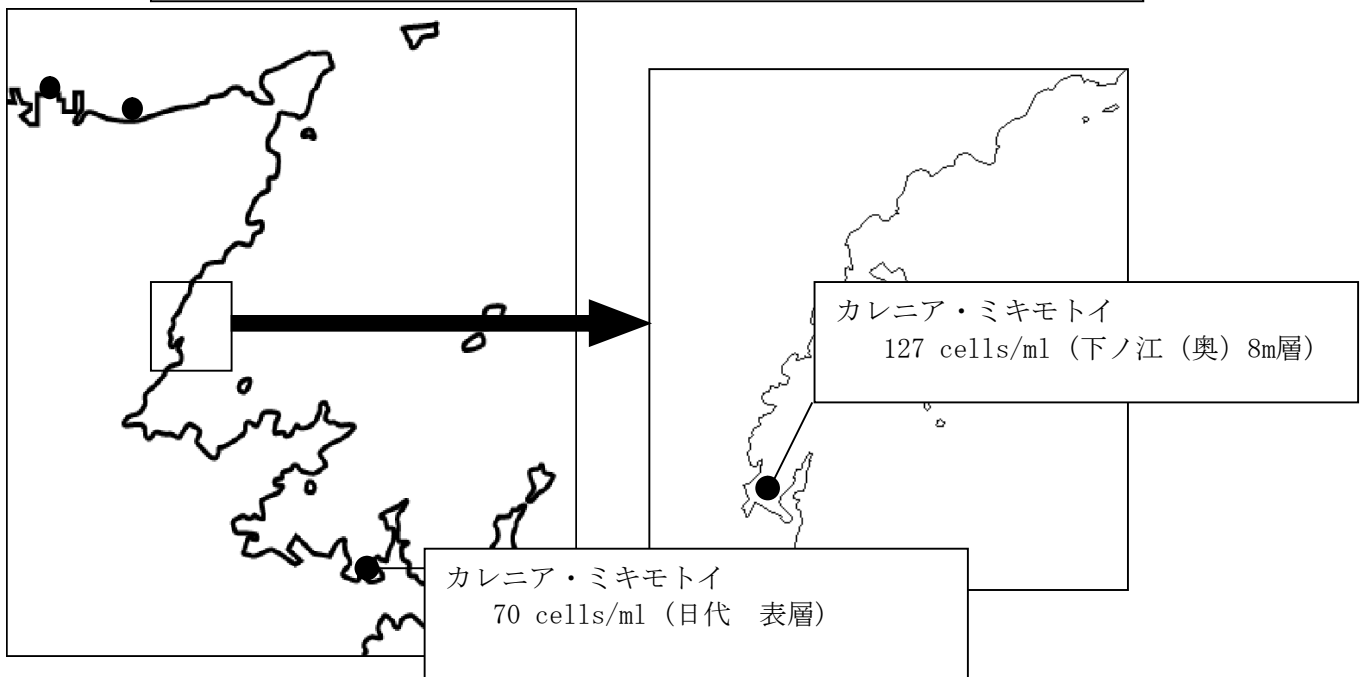 カレニア・ミキモトイ
127 cells/ml (下ノ江 (奥) 8m層)
カレニア・ミキモトイ
70 cells/ml (日代　表層)